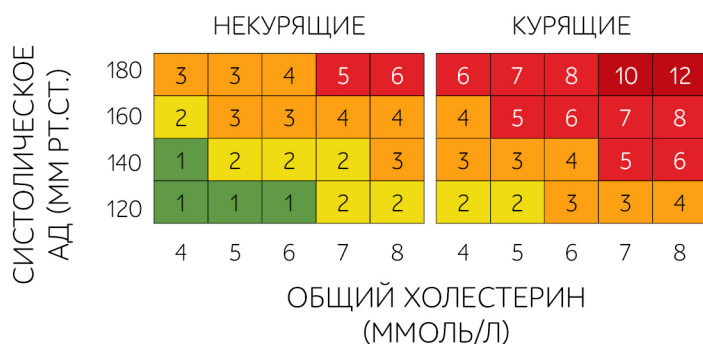 НЕКУРЯЩИЕ КУРЯЩИЕ
СИСТОЛИЧЕСКОЕ
АД (ММ РТ.СТ.)
180 3 3 4 5 6 6 7 8 10 12
160 2 3 3 4 4 4 5 6 7 8
140 1 2 2 2 3 3 3 4 5 6
120 1 1 1 2 2 2 2 3 3 4
4 5 6 7 8 4 5 6 7 8
ОБЩИЙ ХОЛЕСТЕРИН
(ММОЛЬ/Л)